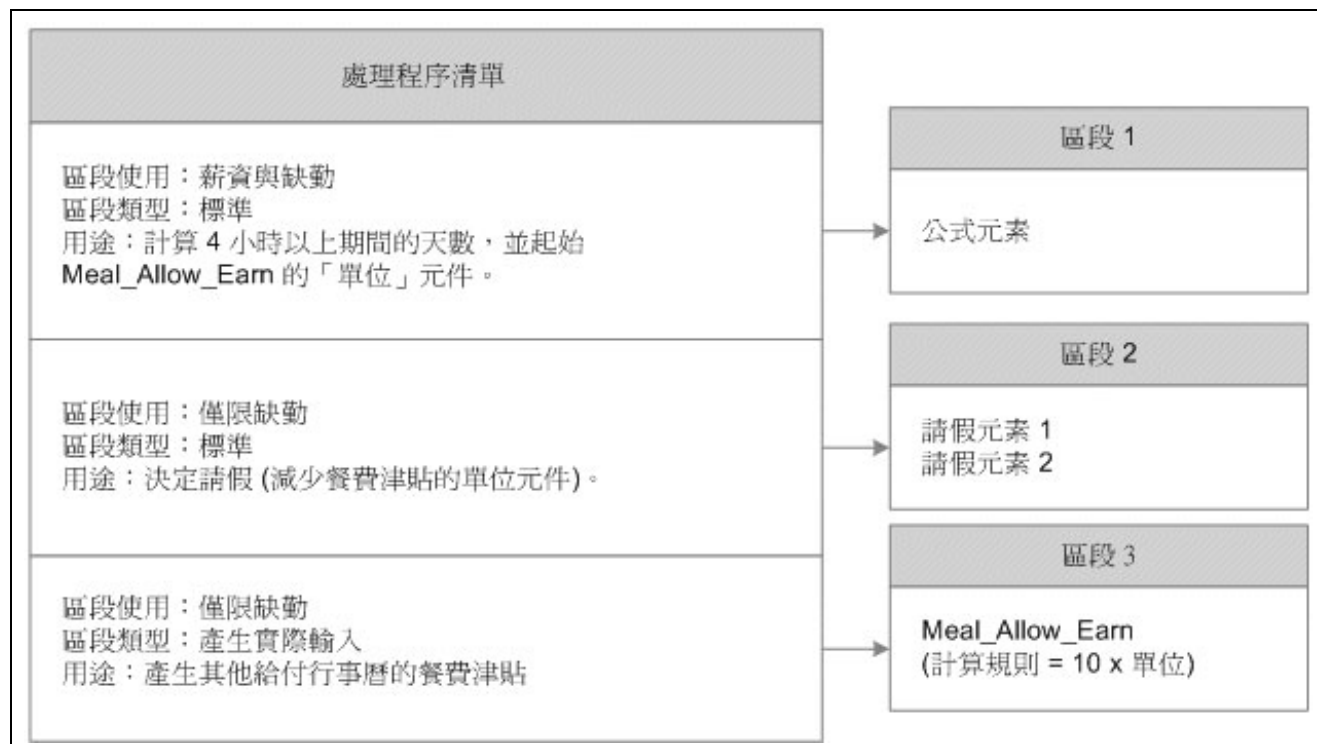 處理程序清單
區段使用：薪資與缺勤
區段類型：標準
用途：計算 4 小時以上期間的天數，並起始
Meal_Allow_Earn 的「單位」元件。
區段 1
公式元素
區段使用：僅限缺勤
區段類型：標準
用途：決定請假 (減少餐費津貼的單位元件)。
區段 2
請假元素 1
請假元素 2
區段使用：僅限缺勤
區段類型：產生實際輸入
用途：產生其他給付行事曆的餐費津貼
區段 3
Meal_Allow_Earn
(計算規則 = 10 x 單位)